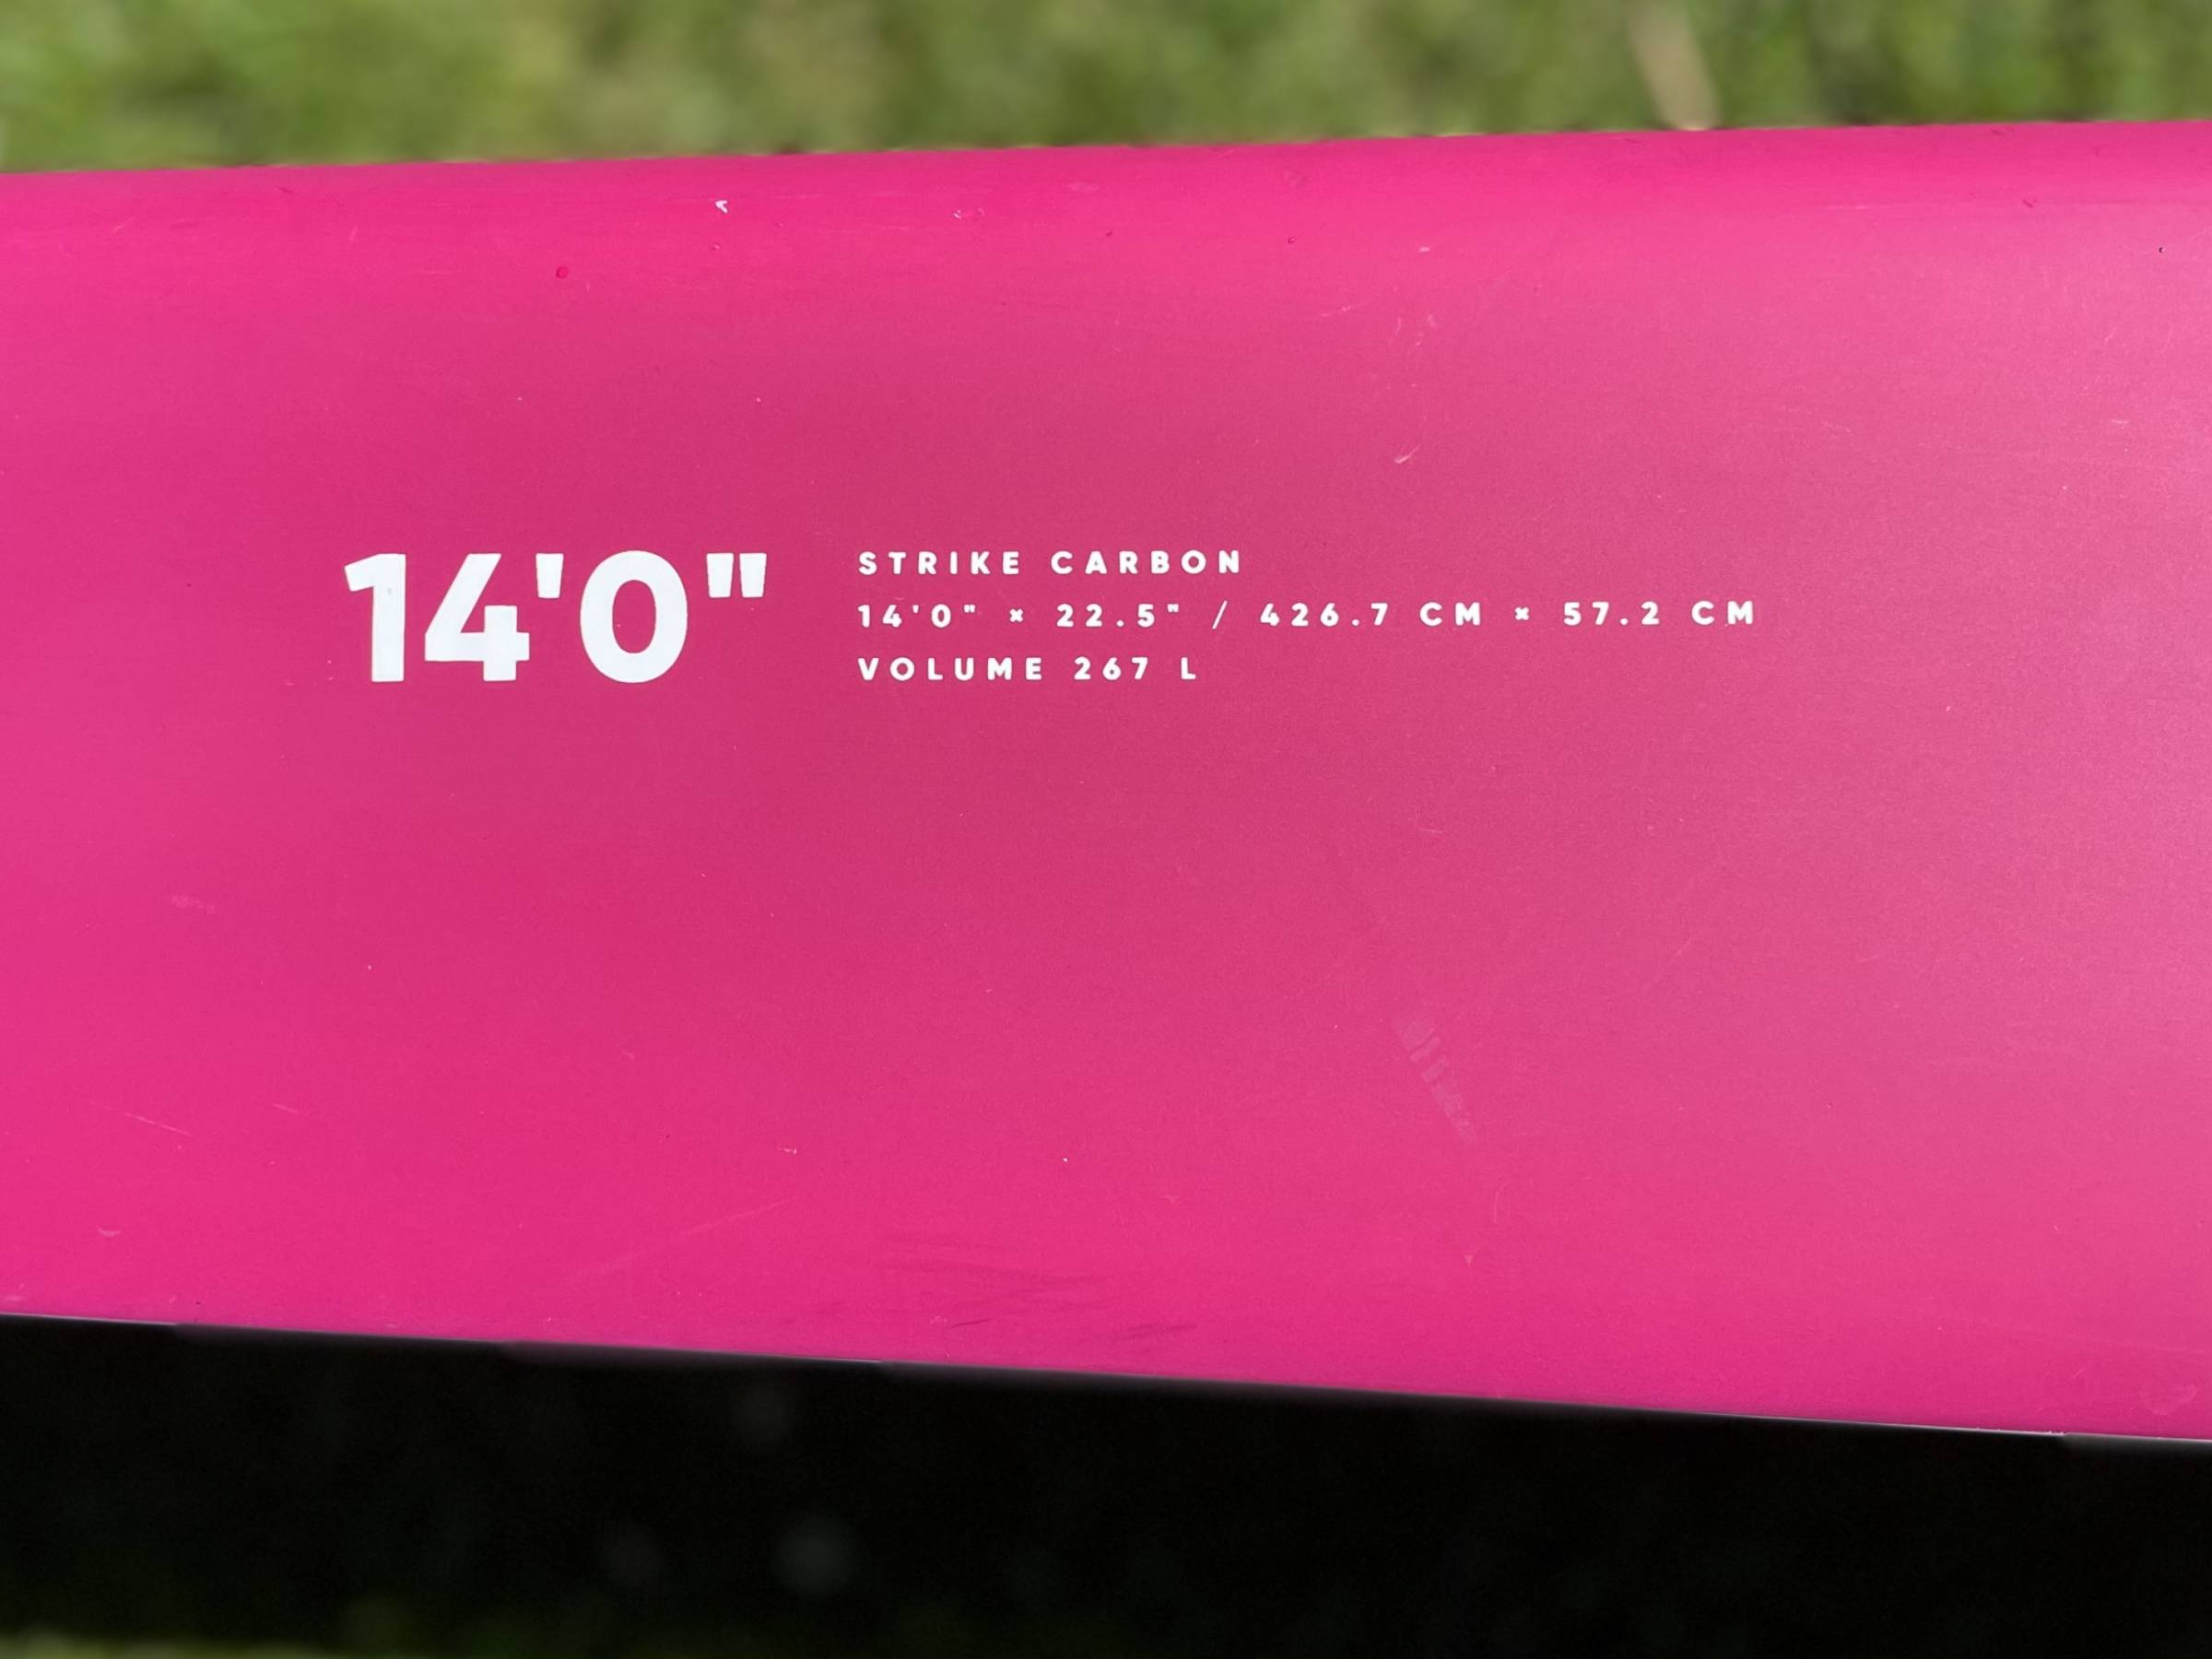 14'0"
STRIKE CARBON
14'0" × 22.5" / 426.7 CM × 57.2 CM
VOLUME 267 L